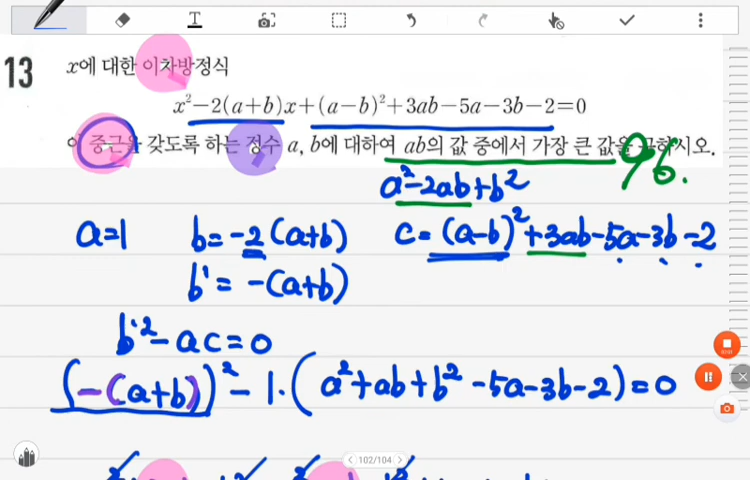 T
13 x에 대한 이차방정식
x²-2(a+b)x+(a-b)²+3ab-5a-3b-2=0
이 중근을 갖도록 하는 정수 a, b에 대하여 ab의 값 중에서 가장 큰 값을 구하시오.
96.
a²-2ab+b²
a=1 b=-2(a+b) c=(a-b)²+3ab-5a-3b-2
b'=-(a+b)
b'²-ac=0
(-(a+b))²-1·(a²+ab+b²-5a-3b-2)=0
102/104